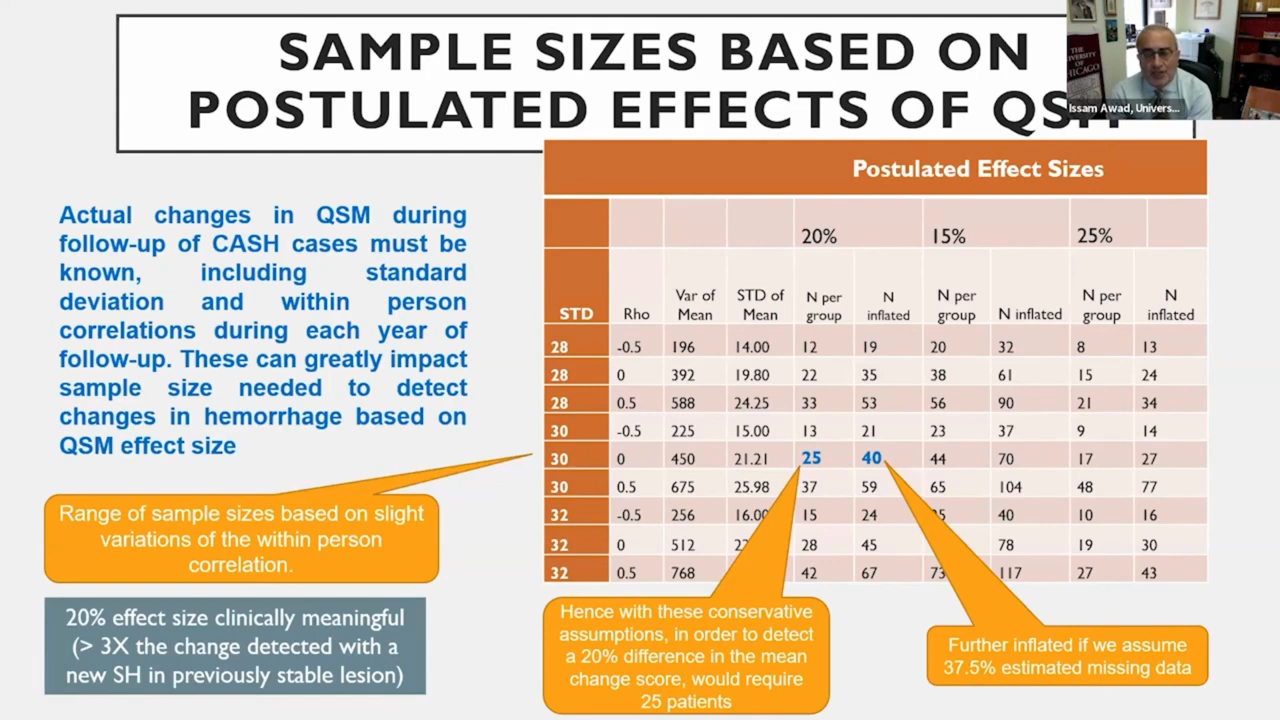 SAMPLE SIZES BASED ON
POSTULATED EFFECTS OF
Issam Awad, Univers...
Postulated Effect Sizes
Actual changes in QSM during
follow-up of CASH cases must be
known, including standard
deviation and within person
correlations during each year of
follow-up. These can greatly impact
sample size needed to detect
changes in hemorrhage based on
QSM effect size
20% 15% 25%
STD Rho Var of Mean STD of Mean N per group N inflated N per group N inflated N per group N inflated
28 -0.5 196 14.00 12 19 20 32 8 13
28 0 392 19.80 22 35 38 61 15 24
28 0.5 588 24.25 33 53 56 90 21 34
30 -0.5 225 15.00 13 21 23 37 9 14
30 0 450 21.21 25 40 44 70 17 27
30 0.5 675 25.98 37 59 65 104 48 77
32 -0.5 256 16.00 15 24 40 10 16
32 0 512 28 45 78 19 30
32 0.5 768 42 67 73 117 27 43
Range of sample sizes based on slight
variations of the within person
correlation.
20% effect size clinically meaningful
(> 3X the change detected with a
new SH in previously stable lesion)
Hence with these conservative
assumptions, in order to detect
a 20% difference in the mean
change score, would require
25 patients
Further inflated if we assume
37.5% estimated missing data